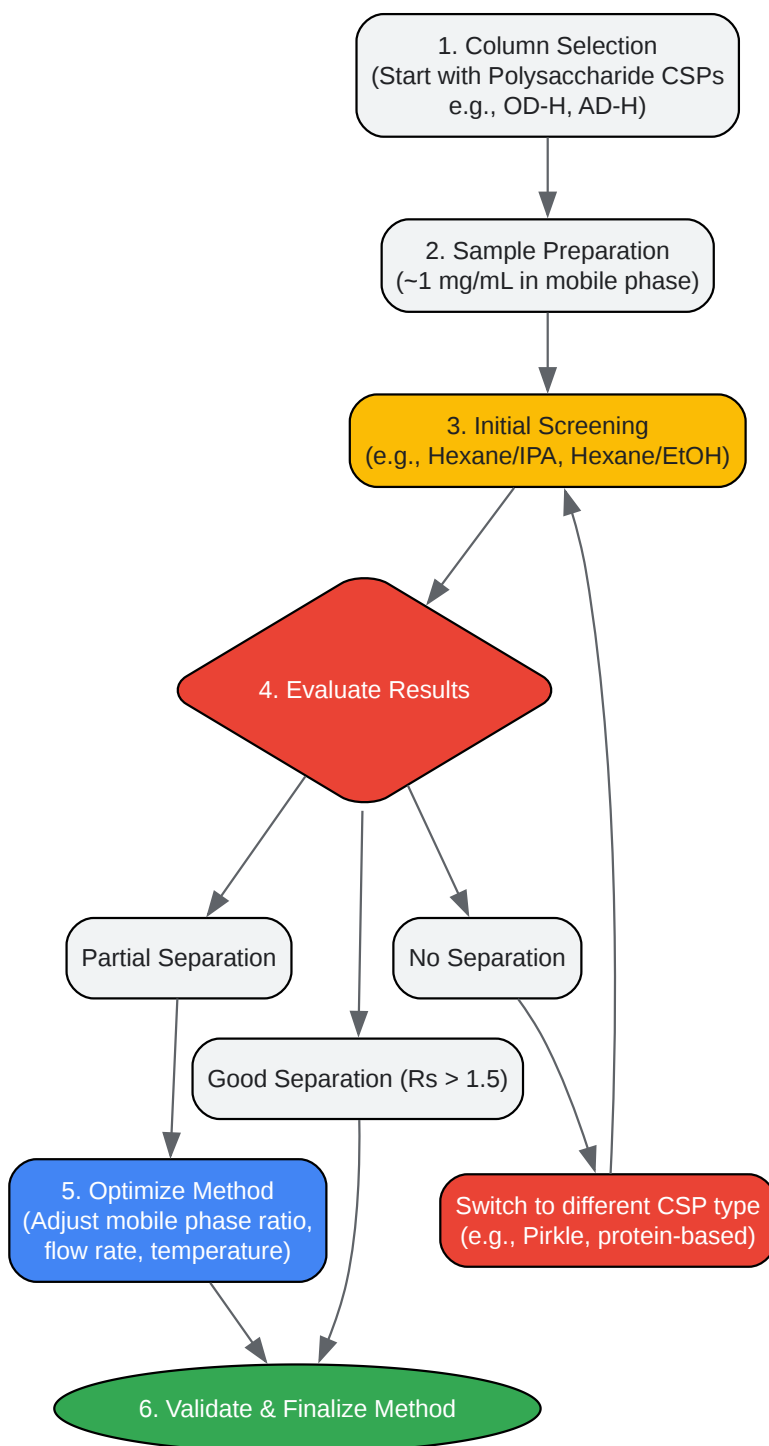 1. Column Selection
(Start with Polysaccharide CSPs
e.g., OD-H, AD-H)
2. Sample Preparation
(~1 mg/mL in mobile phase)
3. Initial Screening
(e.g., Hexane/IPA, Hexane/EtOH)
4. Evaluate Results
Partial Separation
No Separation
Good Separation (Rs > 1.5)
5. Optimize Method
(Adjust mobile phase ratio,
flow rate, temperature)
Switch to different CSP type
(e.g., Pirkle, protein-based)
6. Validate & Finalize Method